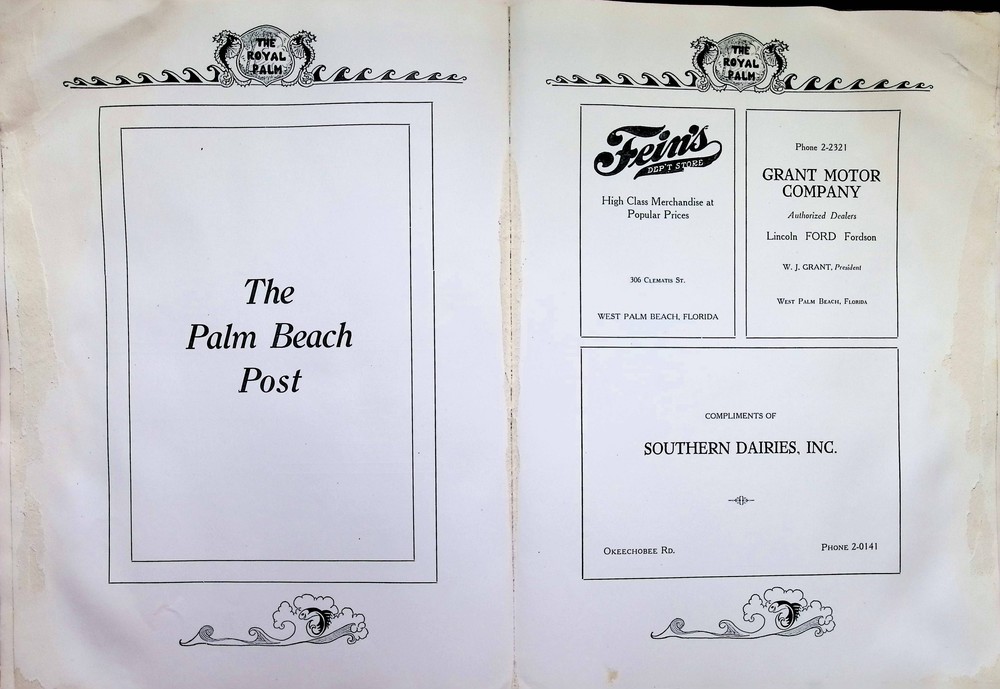 THE
ROYAL
PALM
The
Palm Beach
Post
THE
ROYAL
PALM
Fein's
DEP'T STORE
High Class Merchandise at
Popular Prices
306 Clematis St.
WEST PALM BEACH, FLORIDA
Phone 2-2321
GRANT MOTOR
COMPANY
Authorized Dealers
Lincoln FORD Fordson
W. J. GRANT, President
West Palm Beach, Florida
COMPLIMENTS OF
SOUTHERN DAIRIES, INC.
Okeechobee Rd.
Phone 2-0141